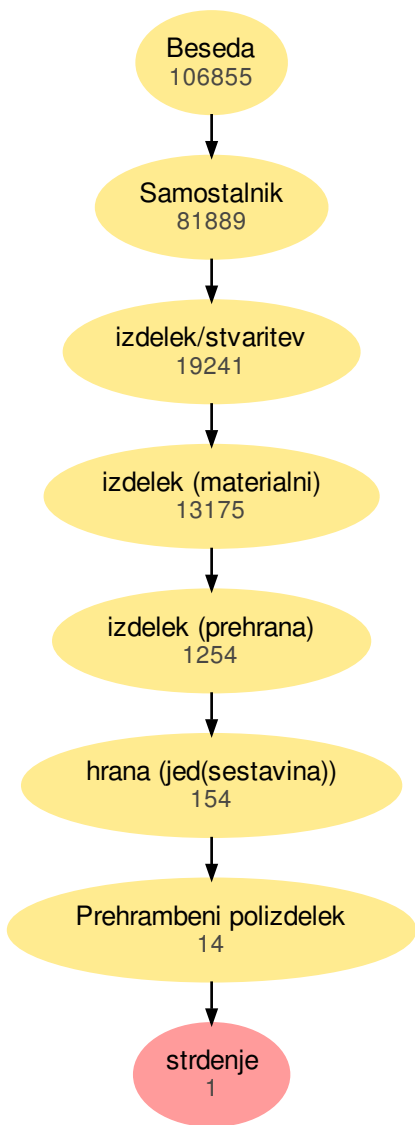 Beseda
106855
Samostalnik
81889
izdelek/stvaritev
19241
izdelek (materialni)
13175
izdelek (prehrana)
1254
hrana (jed(sestavina))
154
Prehrambeni polizdelek
14
strdenje
1